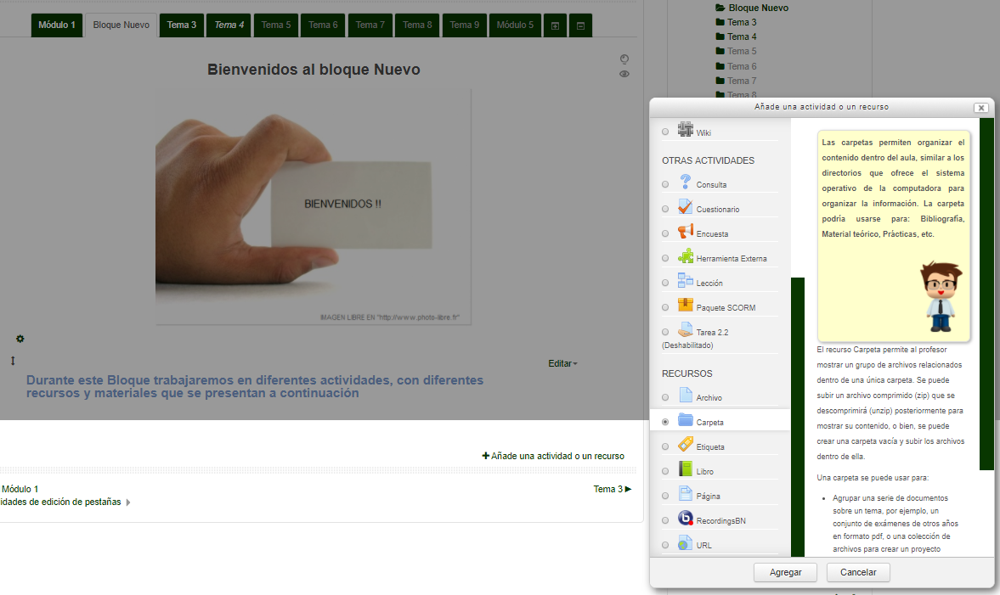 Módulo 1
Bloque Nuevo
Tema 3
Tema 4
Tema 5
Tema 6
Tema 7
Tema 8
Tema 9
Módulo 5
Bienvenidos al bloque Nuevo
BIENVENIDOS !!
IMAGEN LIBRE EN "http://www.photo-libre.fr"
Editar
Durante este Bloque trabajaremos en diferentes actividades, con diferentes
recursos y materiales que se presentan a continuación
Añade una actividad o un recurso
Módulo 1
Tema 3
idades de edición de pestañas
Bloque Nuevo
Tema 3
Tema 4
Tema 5
Tema 6
Tema 7
Tema 8
Añade una actividad o un recurso
Wiki
OTRAS ACTIVIDADES
Consulta
Cuestionario
Encuesta
Herramienta Externa
Lección
Paquete SCORM
Tarea 2.2
(Deshabilitado)
RECURSOS
Archivo
Carpeta
Etiqueta
Libro
Página
RecordingsBN
URL
Las carpetas permiten organizar el
contenido dentro del aula, similar a los
directorios que ofrece el sistema
operativo de la computadora para
organizar la información. La carpeta
podría usarse para: Bibliografía,
Material teórico, Prácticas, etc.
El recurso Carpeta permite al profesor
mostrar un grupo de archivos relacionados
dentro de una única carpeta. Se puede
subir un archivo comprimido (zip) que se
descomprimirá (unzip) posteriormente para
mostrar su contenido, o bien, se puede
crear una carpeta vacía y subir los archivos
dentro de ella.
Una carpeta se puede usar para:
• Agrupar una serie de documentos
sobre un tema, por ejemplo, un
conjunto de exámenes de otros años
en formato pdf, o una colección de
archivos para crear un proyecto
Agregar
Cancelar